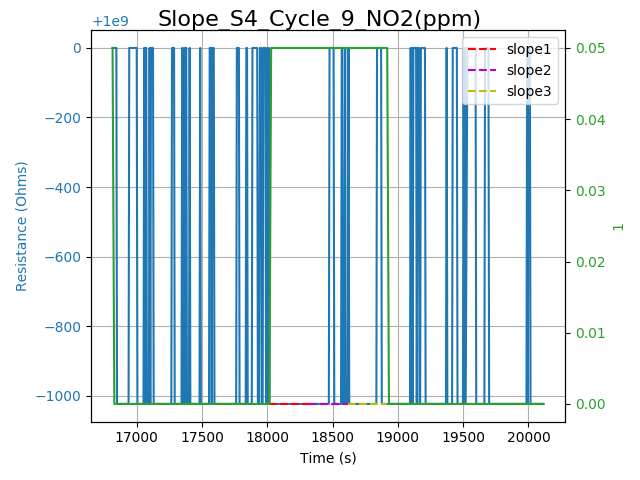 Slope_S4_Cycle_9_NO2(ppm)
+1e9
slope1
slope2
slope3
0
−200
−400
−600
−800
−1000
Resistance (Ohms)
0.05
0.04
0.03
0.02
0.01
0.00
1
17000 17500 18000 18500 19000 19500 20000
Time (s)